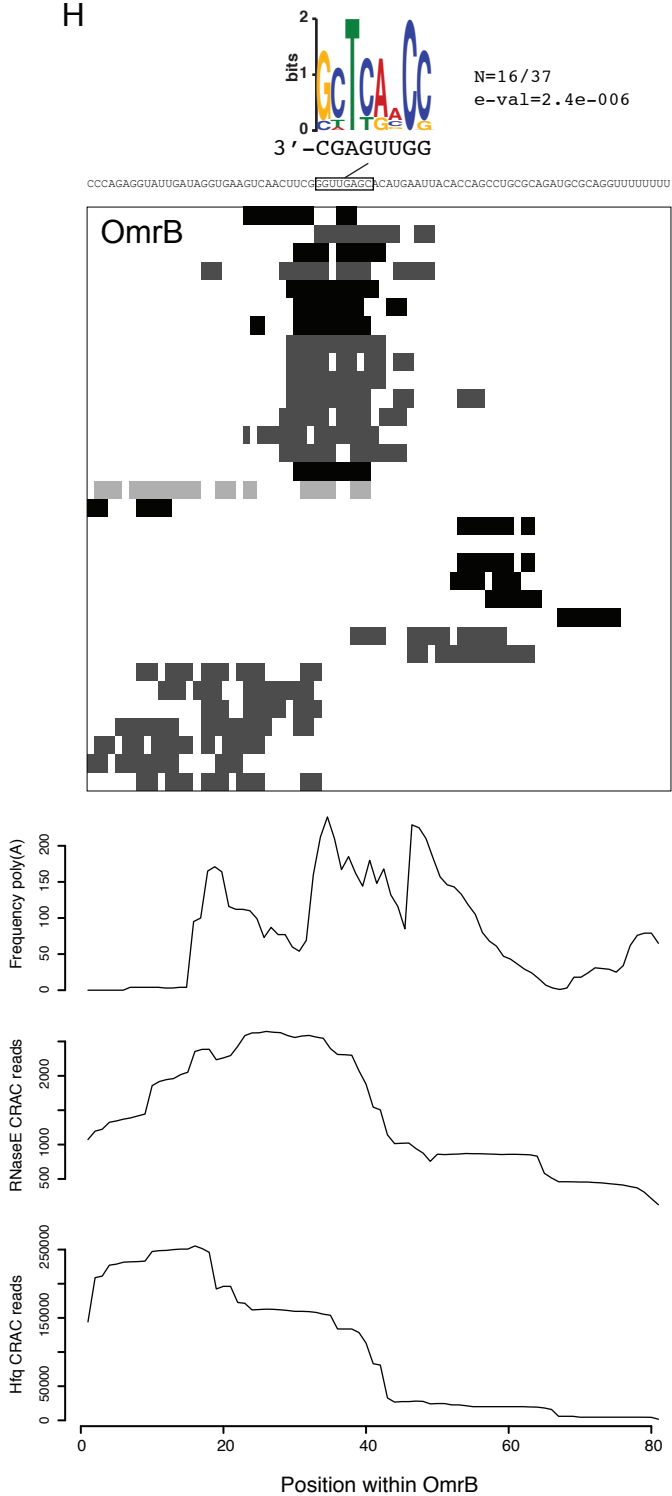 H
bits
2
1
0
GCTCAACC
N=16/37
e-val=2.4e-006
3′-CGAGUUGG
CCCAGAGGUAUUGAUAGGUGAAGUCAACUUCGGGUUGAGCACAUGAAUUACACCAGCCUGCGCAGAUGCGCAGGUUUUUUU
OmrB
Frequency poly(A)
200
150
100
50
0
RNaseE CRAC reads
2000
1000
500
Hfq CRAC reads
250000
150000
50000
0
0 20 40 60 80
Position within OmrB